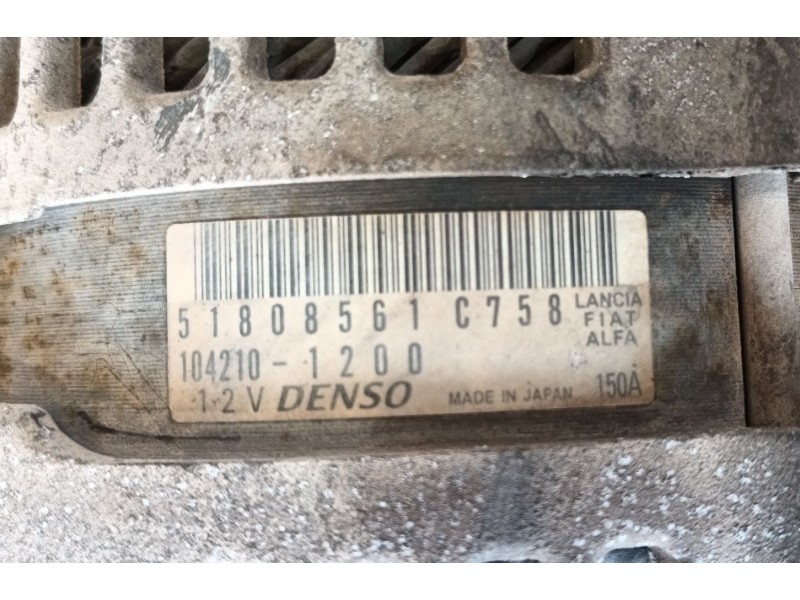 51808561 C758
LANCIA
FIAT
ALFA
104210-1200
12V DENSO MADE IN JAPAN 150A